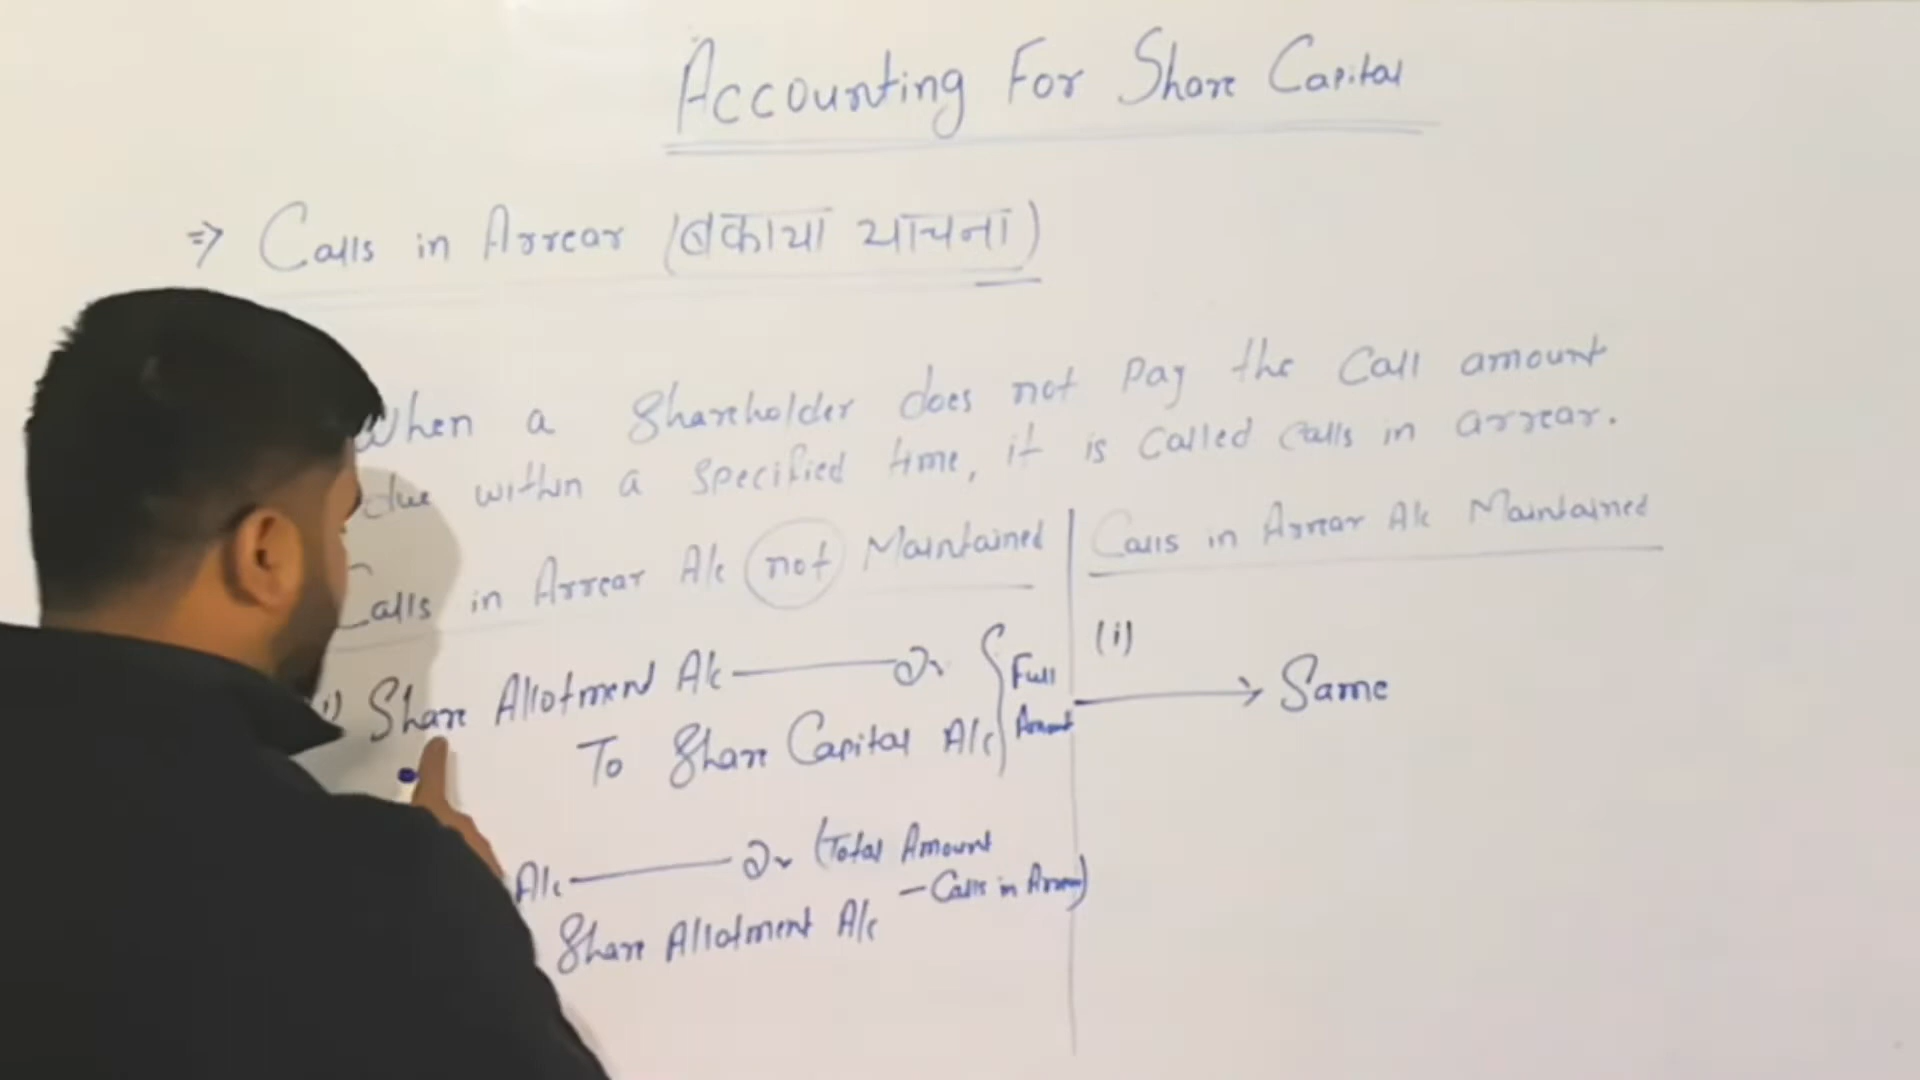 Accounting For Share Capital
⇒ Calls in Arrear (बकाया याचना)
When a Shareholder does not Pay the Call amount
due within a specified time, it is called calls in arrear.
Calls in Arrear A/c not Maintained
(i) Share Allotment A/c — Dr { Full
Amount
To Share Capital A/c
A/c — Dr (Total Amount
— Calls in Arrear)
Share Allotment A/c
Calls in Arrear A/c Maintained
(i)
→ Same